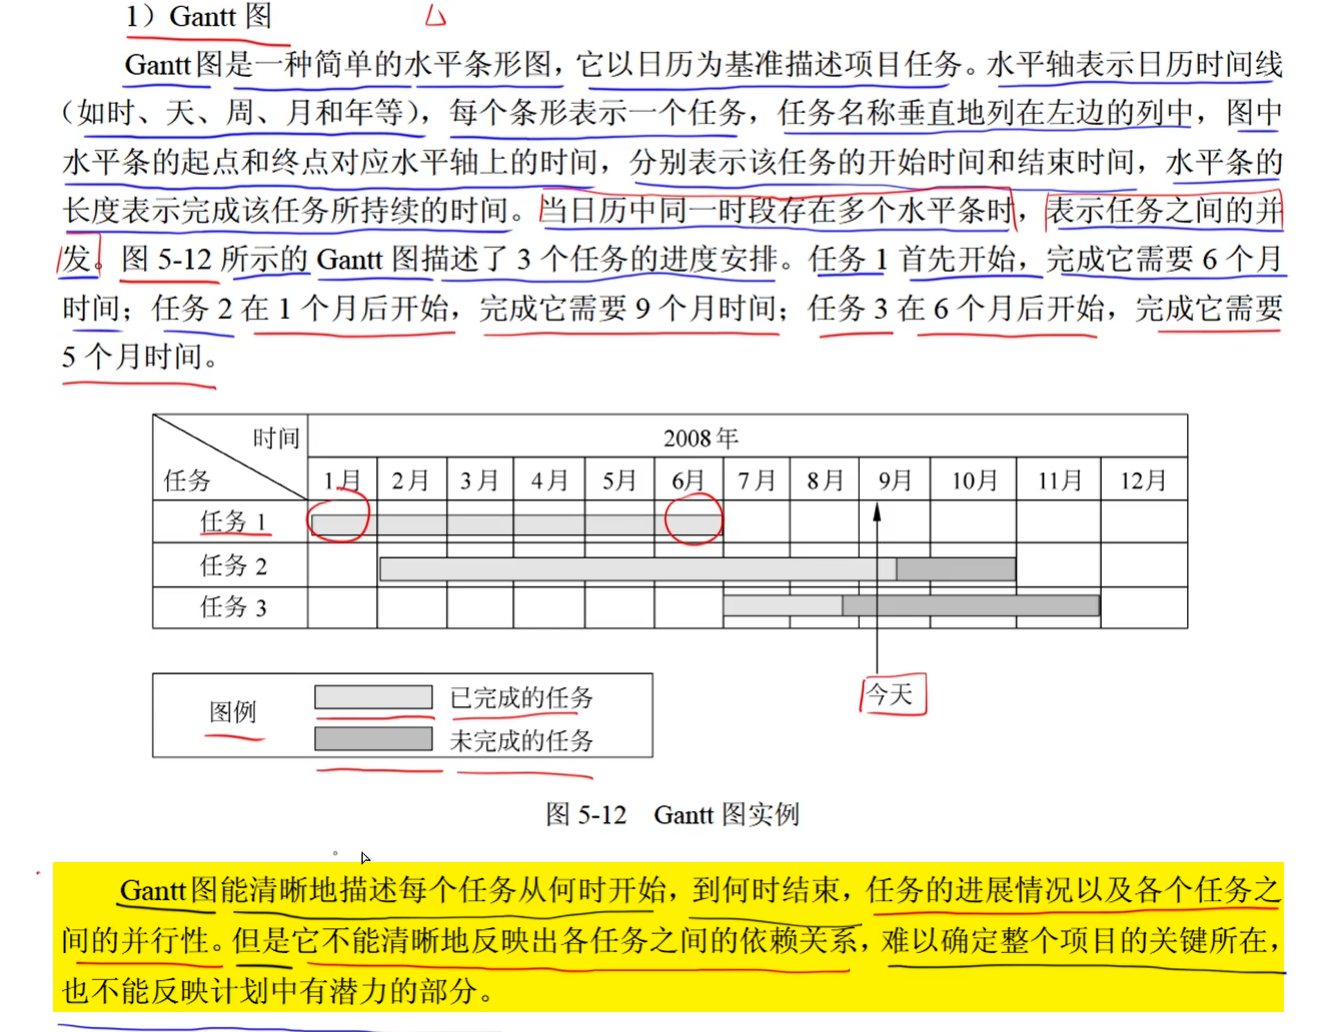 1）Gantt 图
Gantt 图是一种简单的水平条形图，它以日历为基准描述项目任务。水平轴表示日历时间线
（如时、天、周、月和年等），每个条形表示一个任务，任务名称垂直地列在左边的列中，图中
水平条的起点和终点对应水平轴上的时间，分别表示该任务的开始时间和结束时间，水平条的
长度表示完成该任务所持续的时间。当日历中同一时段存在多个水平条时，表示任务之间的并
发。图 5-12 所示的 Gantt 图描述了 3 个任务的进度安排。任务 1 首先开始，完成它需要 6 个月
时间；任务 2 在 1 个月后开始，完成它需要 9 个月时间；任务 3 在 6 个月后开始，完成它需要
5 个月时间。
时间 2008 年
任务 1月 2月 3月 4月 5月 6月 7月 8月 9月 10月 11月 12月
任务 1
任务 2
任务 3
今天
图例 已完成的任务
未完成的任务
图 5-12 Gantt 图实例
Gantt 图能清晰地描述每个任务从何时开始，到何时结束，任务的进展情况以及各个任务之
间的并行性。但是它不能清晰地反映出各任务之间的依赖关系，难以确定整个项目的关键所在，
也不能反映计划中有潜力的部分。